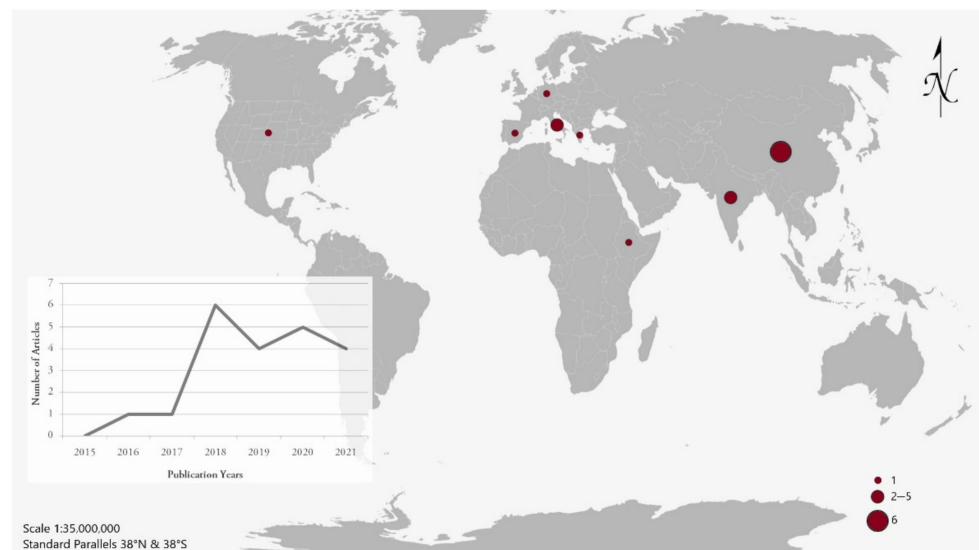 N
7
6
5
4
3
2
1
0
Number of Articles
2015 2016 2017 2018 2019 2020 2021
Publication Years
1
2–5
6
Scale 1:35,000,000
Standard Parallels 38°N & 38°S